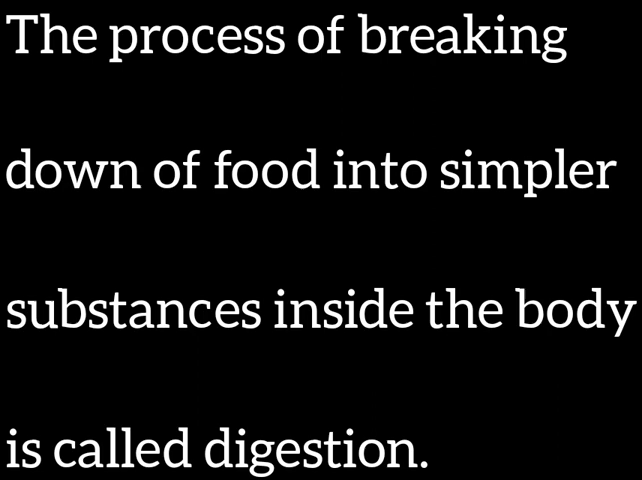 The process of breaking
down of food into simpler
substances inside the body
is called digestion.